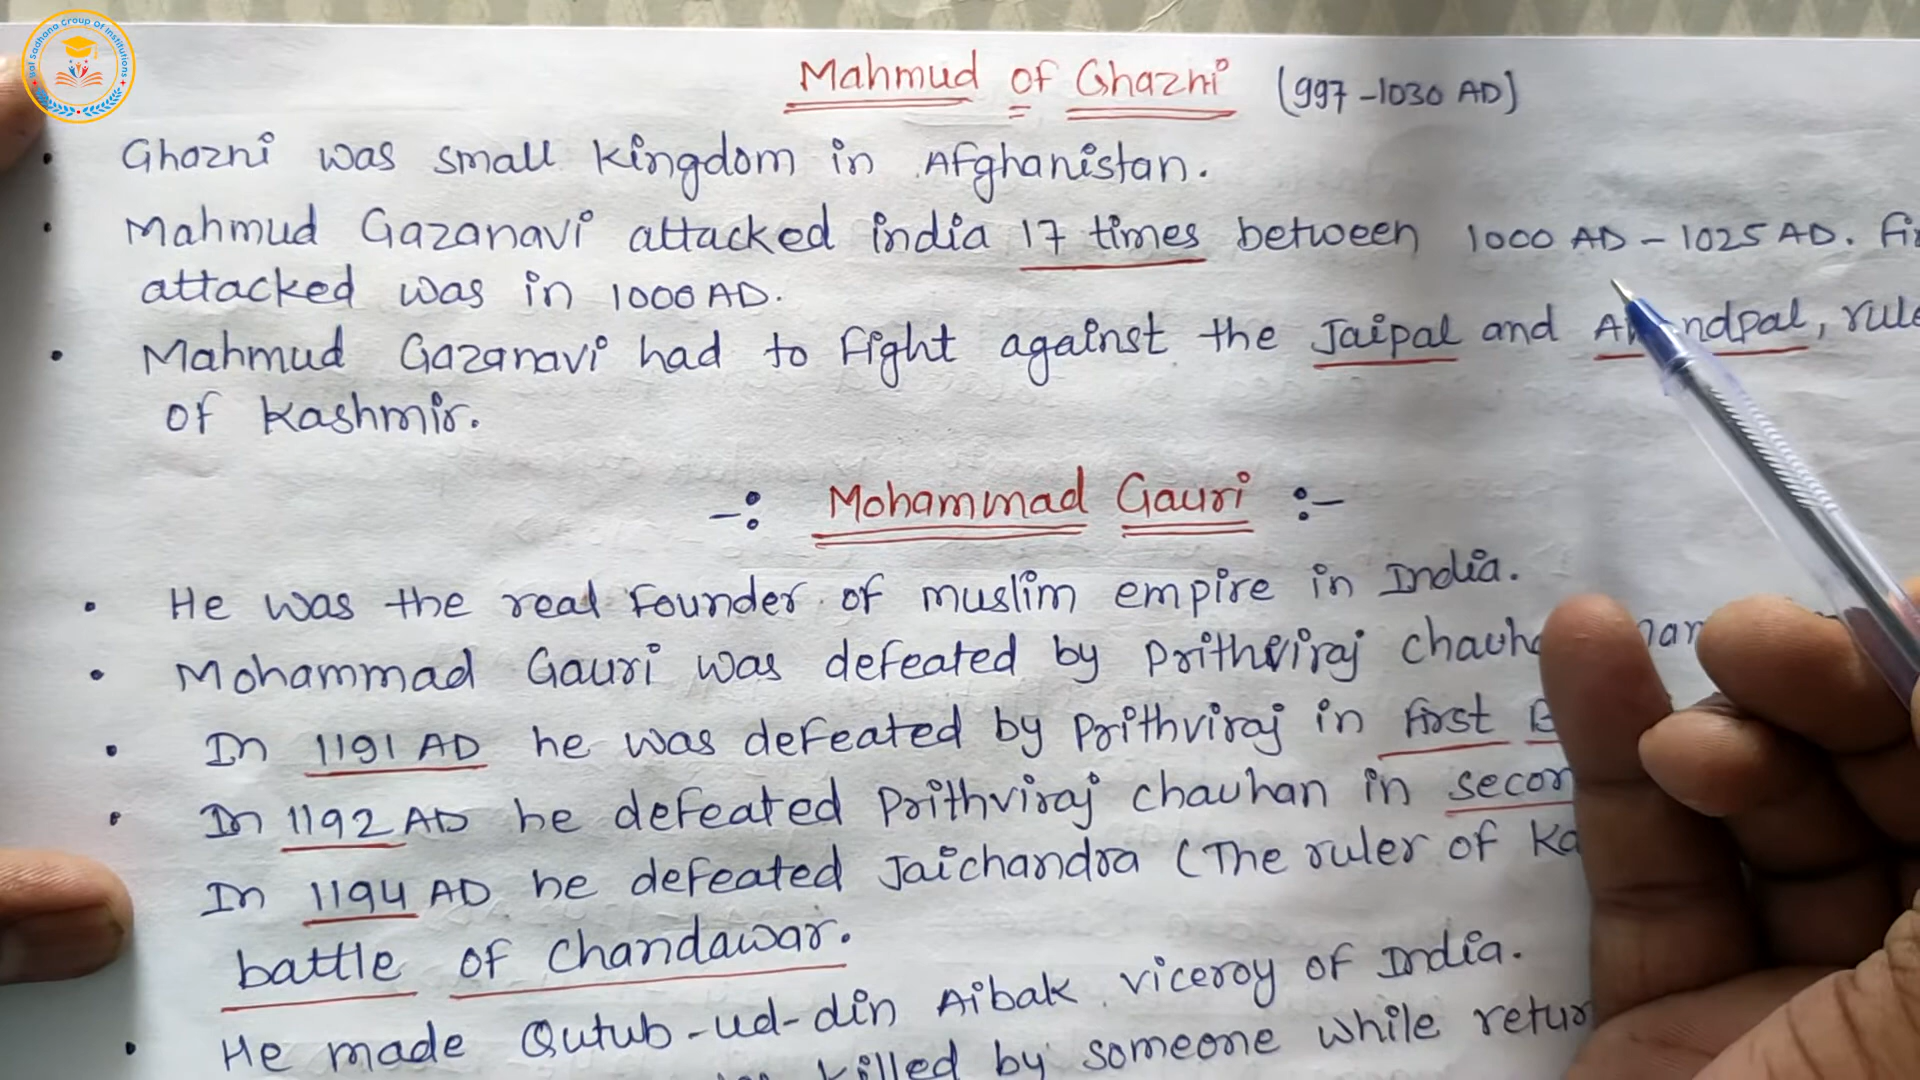 Sadhana Group Of Institutions
Mahmud of Ghazni (997-1030 AD)
• Ghazni was small kingdom in Afghanistan.
• Mahmud Gazanavi attacked india 17 times between 1000 AD - 1025 AD.
attacked was in 1000 AD.
• Mahmud Gazanavi had to fight against the Jaipal and
of Kashmir.
-: Mohammad Gauri :-
• He was the real founder of muslim empire in India.
• Mohammad Gauri was defeated by Prithviraj
• In 1191 AD he was defeated by Prithviraj in first
• In 1192 AD he defeated Prithviraj chauhan in
In 1194 AD he defeated Jaichandra (The ruler of
battle of Chandawar.
• He made Qutub-ud-din Aibak viceroy of India.
killed by someone while